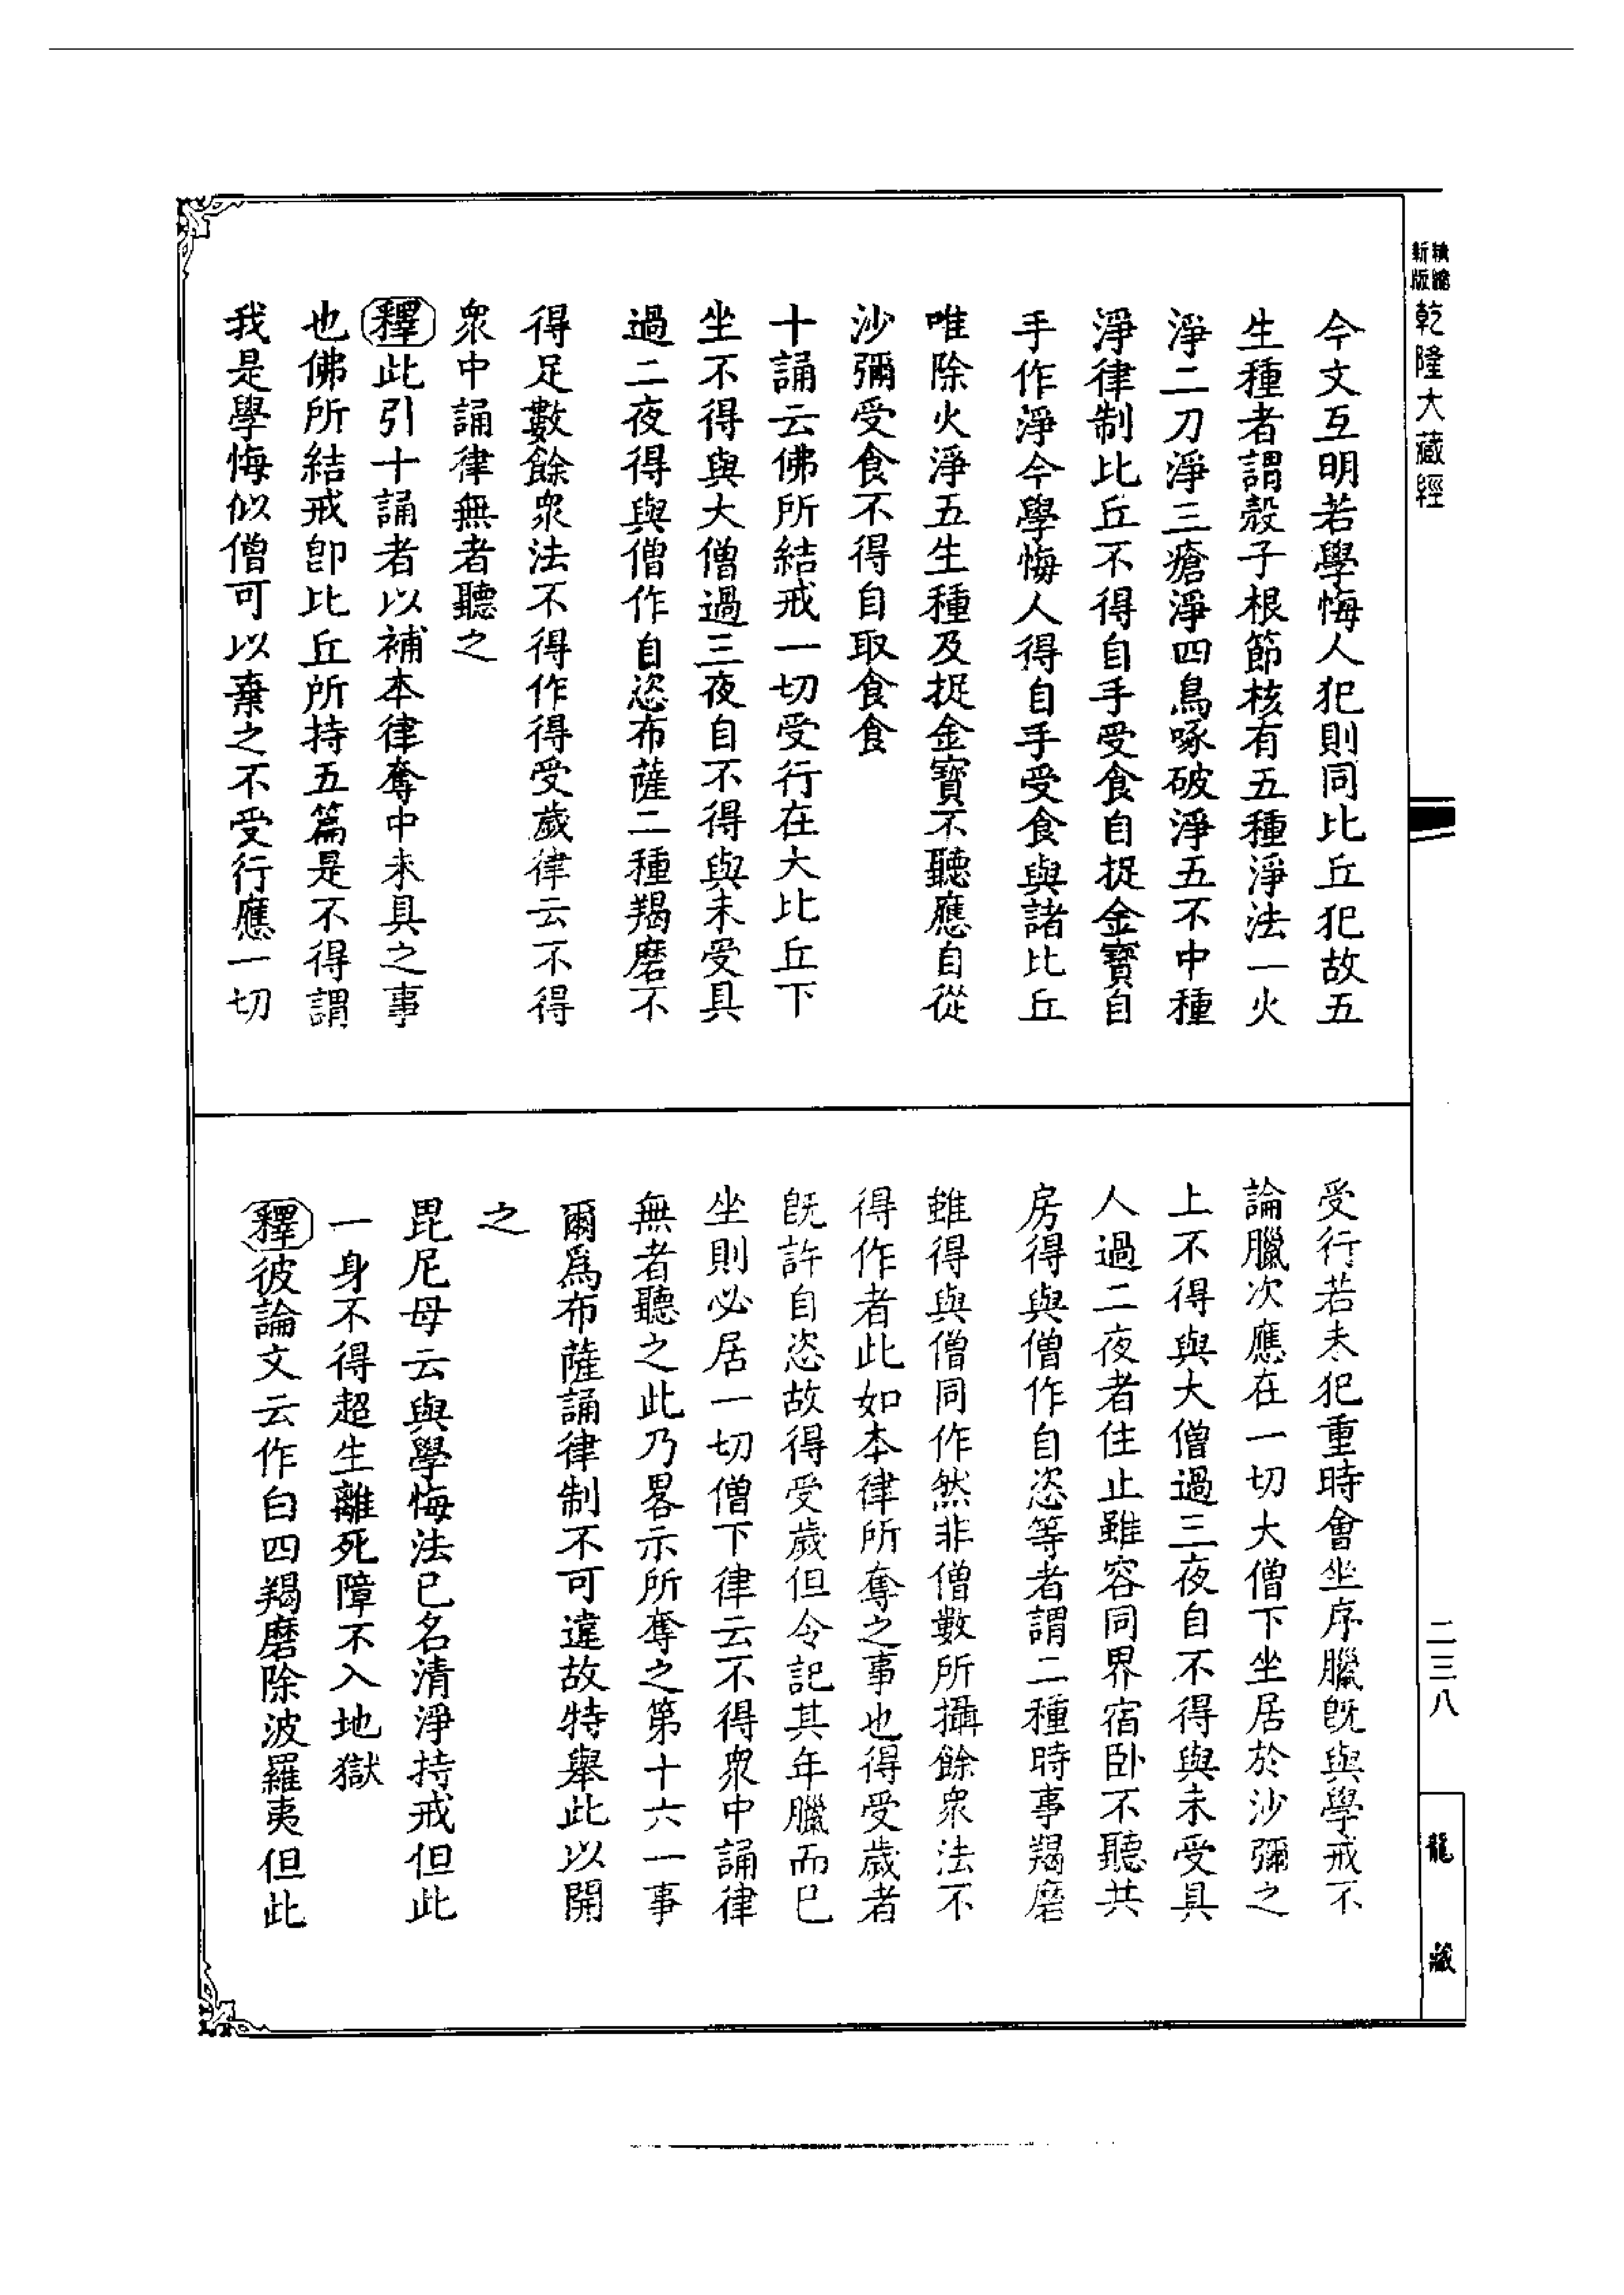 新版 精縮 乾隆大藏經
今文互明若學悔人犯則同比丘犯故五
生種者謂殼子根節核有五種淨法一火
淨二刀淨三瘡淨四鳥啄破淨五不中種
淨律制比丘不得自手受食自捉金寶自
手作淨今學悔人得自手受食與諸比丘
唯除火淨五生種及捉金寶不聽應自從
沙彌受食不得自取食食
十誦云佛所結戒一切受行在大比丘下
坐不得與大僧過三夜自不得與未受具
過二夜得與僧作自恣布薩二種羯磨不
得足數餘眾法不得作得受歲律云不得
眾中誦律無者聽之
釋此引十誦者以補本律奪中未具之事
也佛所結戒卽比丘所持五篇是不得謂
我是學悔似僧可以棄之不受行應一切
受行若未犯重時會坐序臘旣與學戒不
論臘次應在一切大僧下坐居於沙彌之
上不得與大僧過三夜自不得與未受具
人過二夜者住止雖容同界宿臥不聽共
房得與僧作自恣等者謂二種時事羯磨
雖得與僧同作然非僧數所攝餘眾法不
得作者此如本律所奪之事也得受歲者
旣許自恣故得受歲但令記其年臘而已
坐則必居一切僧下律云不得眾中誦律
無者聽之此乃畧示所奪之第十六一事
爾爲布薩誦律制不可違故特舉此以開
之
毘尼母云與學悔法已名清淨持戒但此
一身不得超生離死障不入地獄
釋彼論文云作白四羯磨除波羅夷但此
二三八
龍藏